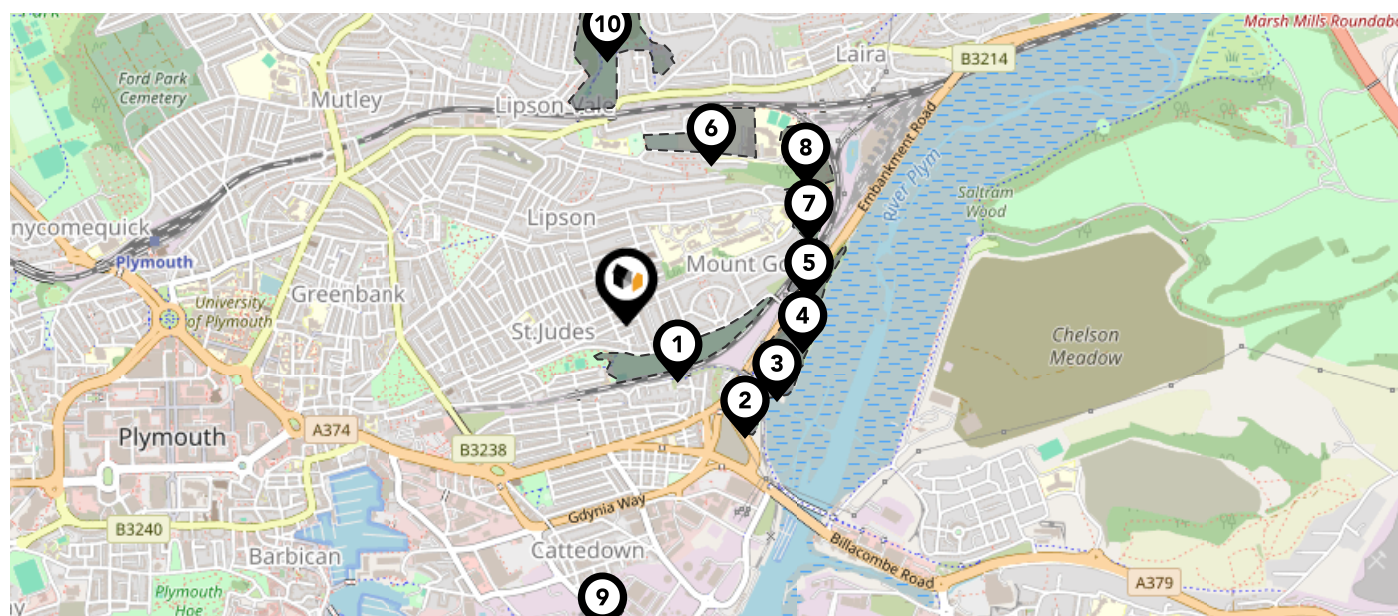 Marsh Mills Roundab
10
Laira
B3214
Ford Park
Cemetery
Mutley
Lipson Vale
6
8
Embankment Road
River Plym
Saltram
Wood
7
Lipson
nycomequick
Plymouth
Mount Go
5
University
of Plymouth
Greenbank
4
St.Judes
1
Chelson
Meadow
3
2
Plymouth
A374
B3238
Gdynia Way
B3240
Barbican
Cattedown
Billacombe Road
A379
Plymouth
Hoe
9